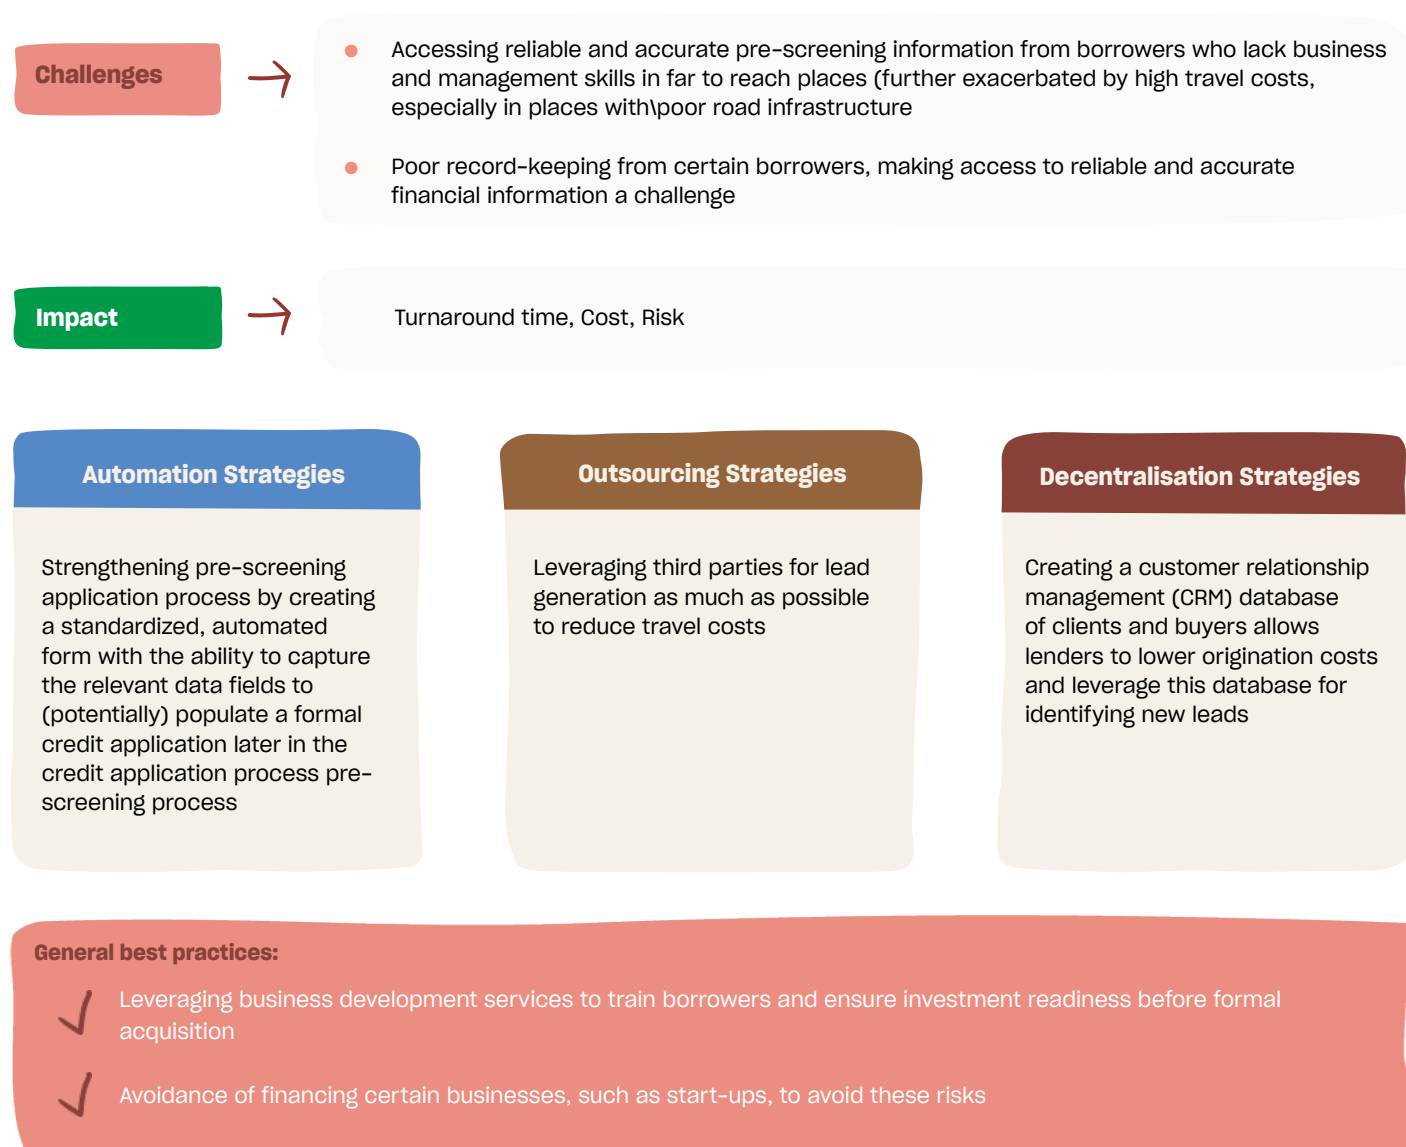 Challenges
Accessing reliable and accurate pre-screening information from borrowers who lack business
and management skills in far to reach places (further exacerbated by high travel costs,
especially in places with\poor road infrastructure
Poor record-keeping from certain borrowers, making access to reliable and accurate
financial information a challenge
Impact
Turnaround time, Cost, Risk
Automation Strategies
Strengthening pre-screening
application process by creating
a standardized, automated
form with the ability to capture
the relevant data fields to
(potentially) populate a formal
credit application later in the
credit application process pre-
screening process
Outsourcing Strategies
Leveraging third parties for lead
generation as much as possible
to reduce travel costs
Decentralisation Strategies
Creating a customer relationship
management (CRM) database
of clients and buyers allows
lenders to lower origination costs
and leverage this database for
identifying new leads
General best practices:
Leveraging business development services to train borrowers and ensure investment readiness before formal
acquisition
Avoidance of financing certain businesses, such as start-ups, to avoid these risks